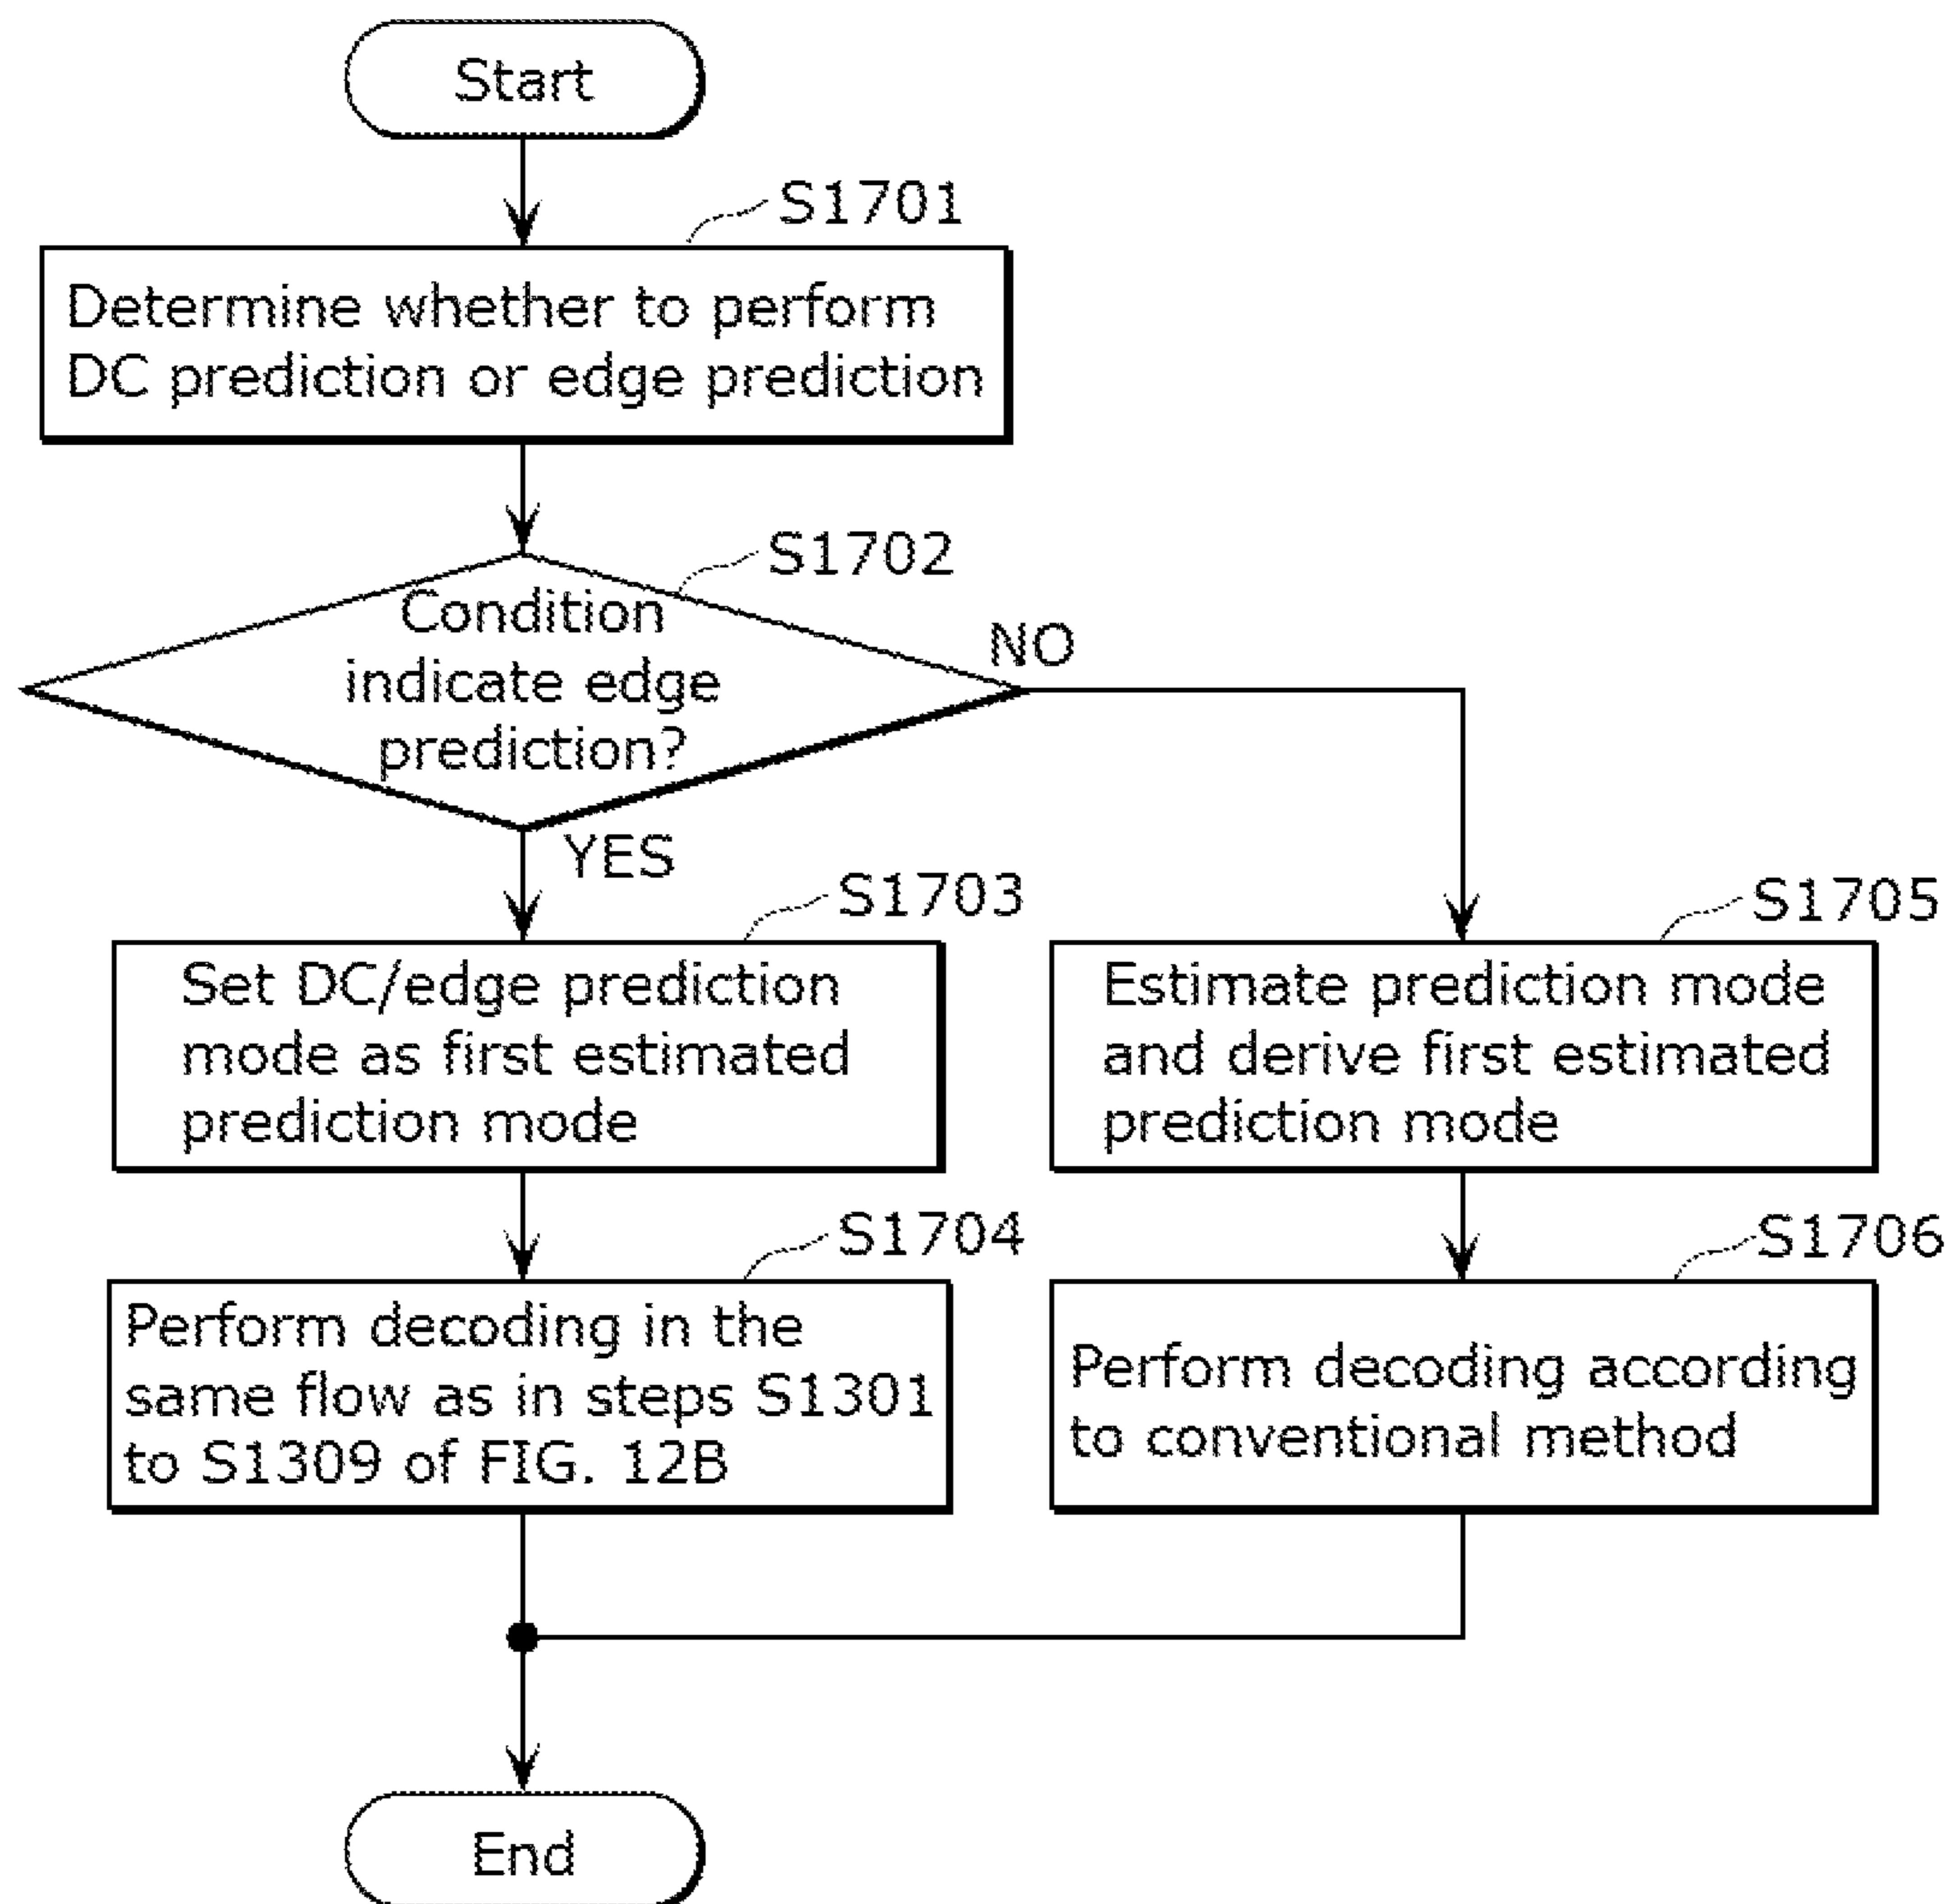 Start
S1701
Determine whether to perform
DC prediction or edge prediction
S1702
Condition
indicate edge
prediction?
NO
YES
S1703
Set DC/edge prediction
mode as first estimated
prediction mode
S1705
Estimate prediction mode
and derive first estimated
prediction mode
S1704
Perform decoding in the
same flow as in steps S1301
to S1309 of FIG. 12B
S1706
Perform decoding according
to conventional method
End